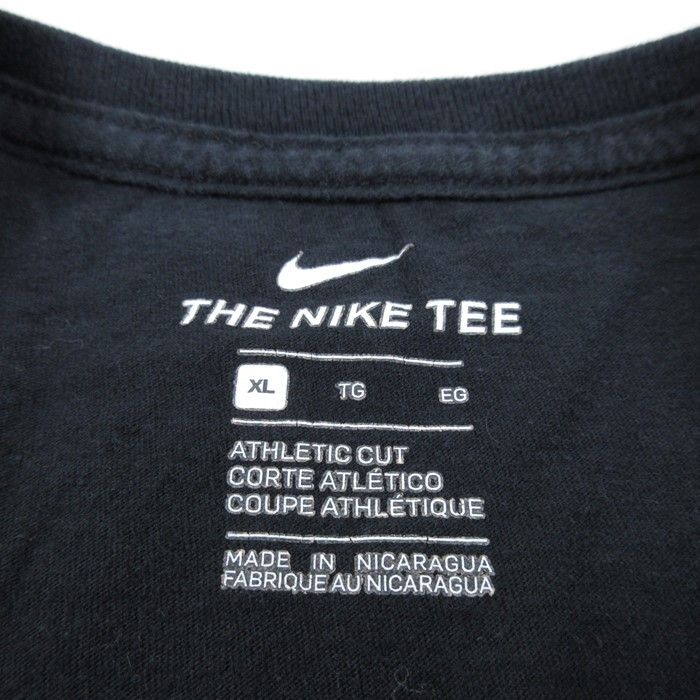 THE NIKE TEE
XL TG EG
ATHLETIC CUT
CORTE ATLÉTICO
COUPE ATHLÉTIQUE
MADE IN NICARAGUA
FABRIQUE AU NICARAGUA